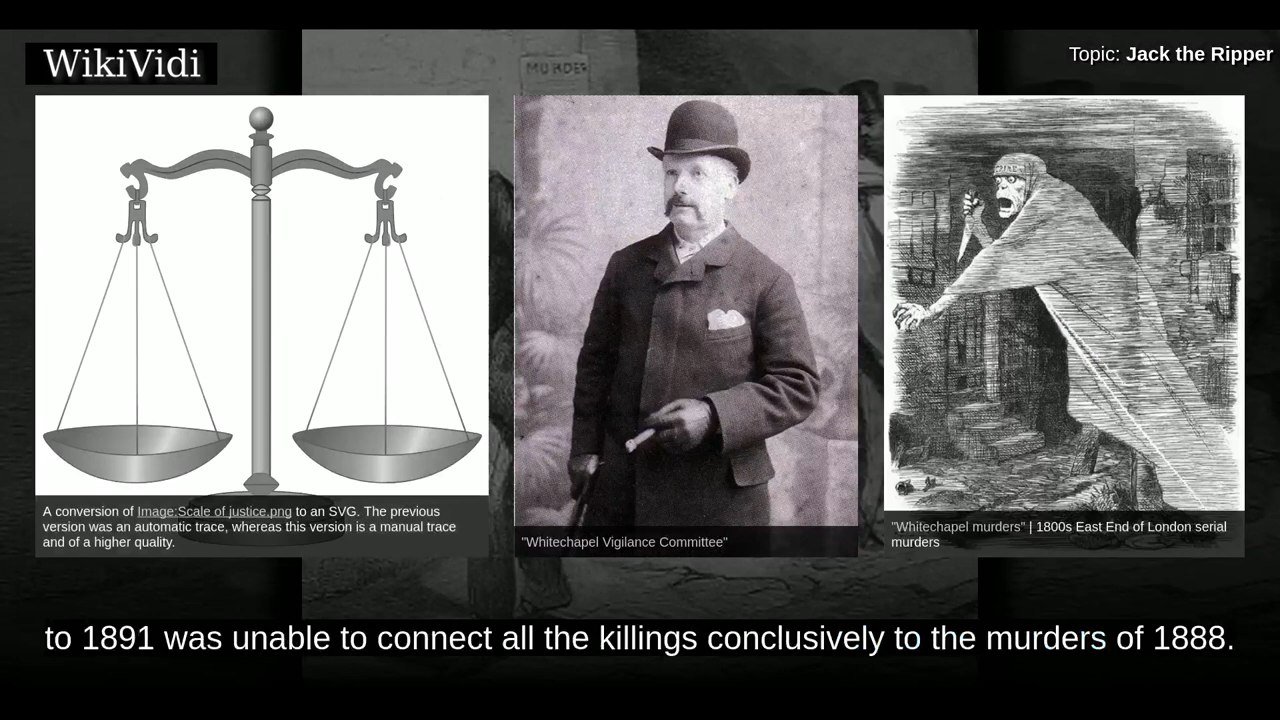 WikiVidi
Topic: Jack the Ripper
MURDER
A conversion of Image:Scale of justice.png to an SVG. The previous
version was an automatic trace, whereas this version is a manual trace
and of a higher quality.
"Whitechapel Vigilance Committee"
"Whitechapel murders" | 1800s East End of London serial
murders
to 1891 was unable to connect all the killings conclusively to the murders of 1888.